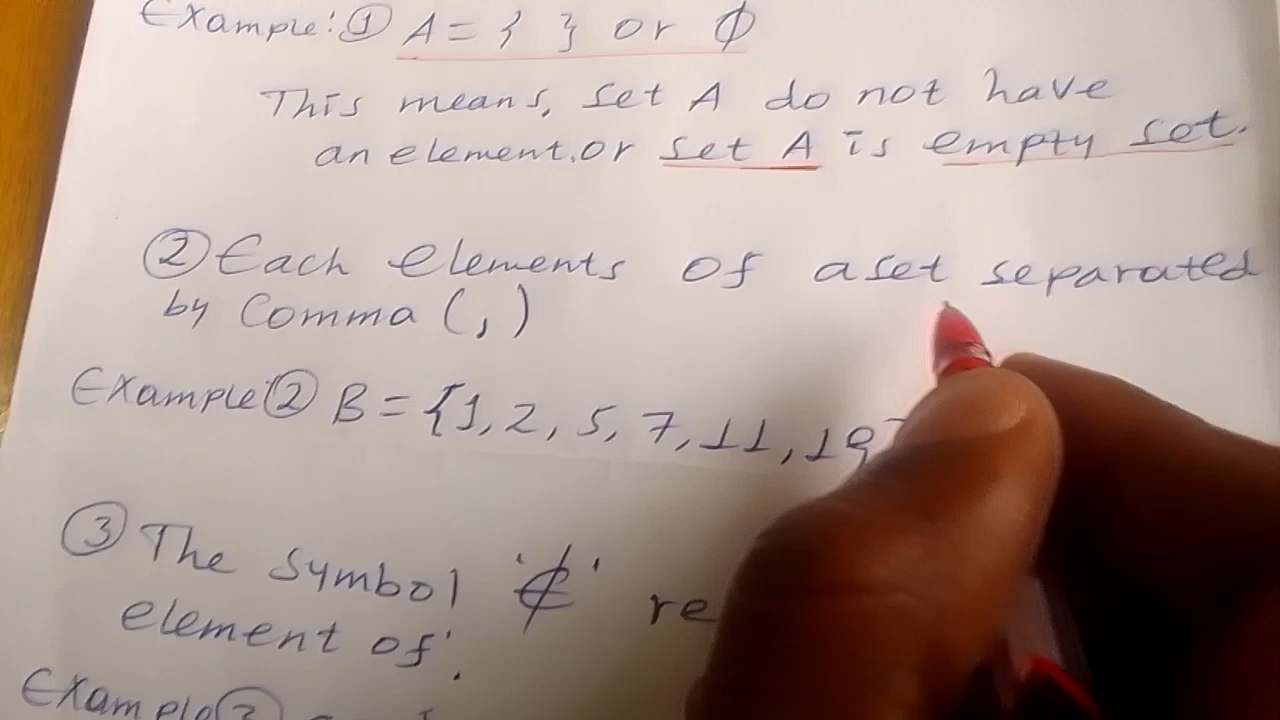 Example: ① A = { } or ϕ
This means, set A do not have
an element, or set A is empty set.
② Each elements of a set separated
by Comma (,)
Example ② B = {1, 2, 5, 7, 11, 19
③ The symbol '∉' re
element of'.
Example